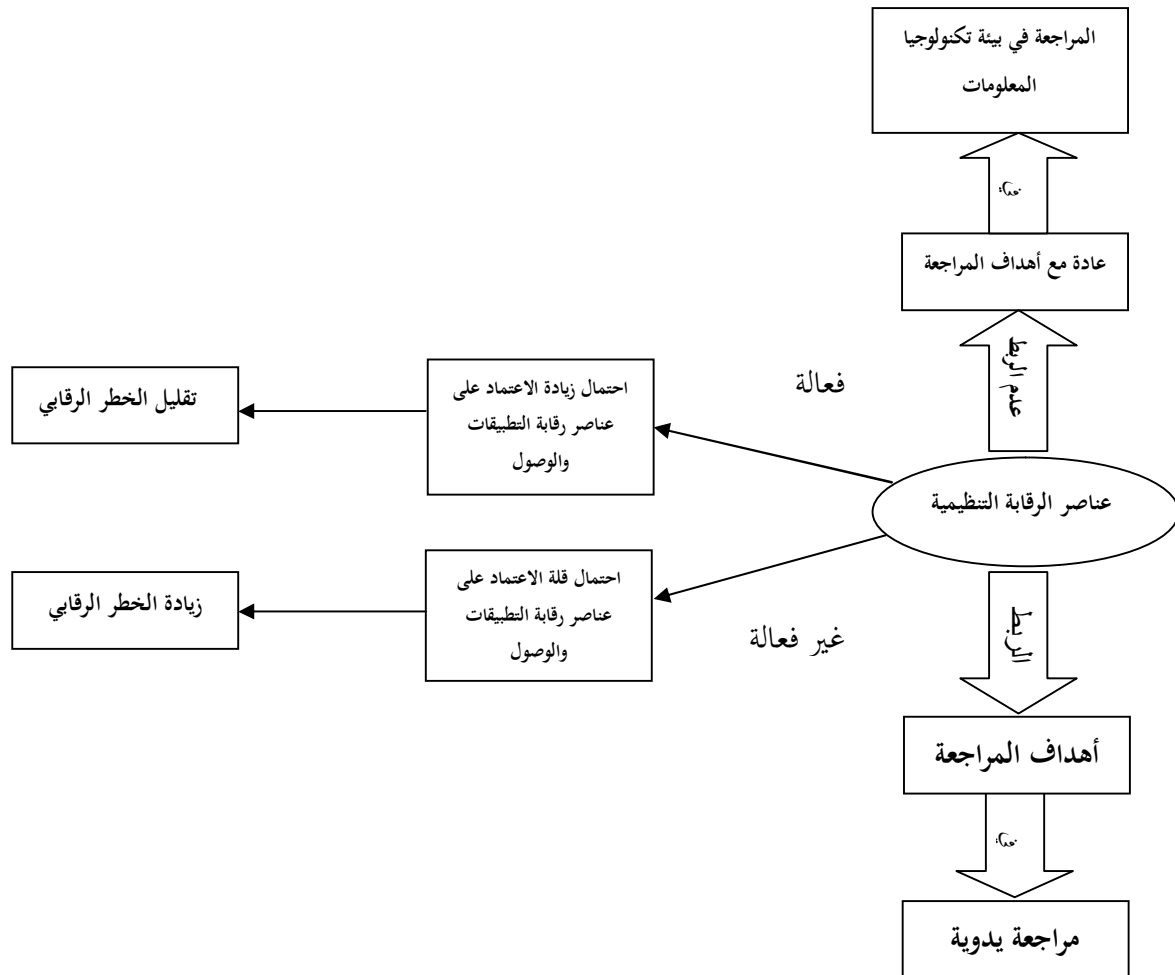 المراجعة في بيئة تكنولوجيا
المعلومات
في
عادة مع أهداف المراجعة
عدم الربط
فعالة
احتمال زيادة الاعتماد على
عناصر رقابة التطبيقات
والوصول
تقليل الخطر الرقابي
عناصر الرقابة التنظيمية
غير فعالة
احتمال قلة الاعتماد على
عناصر رقابة التطبيقات
والوصول
زيادة الخطر الرقابي
الربط
أهداف المراجعة
في
مراجعة يدوية